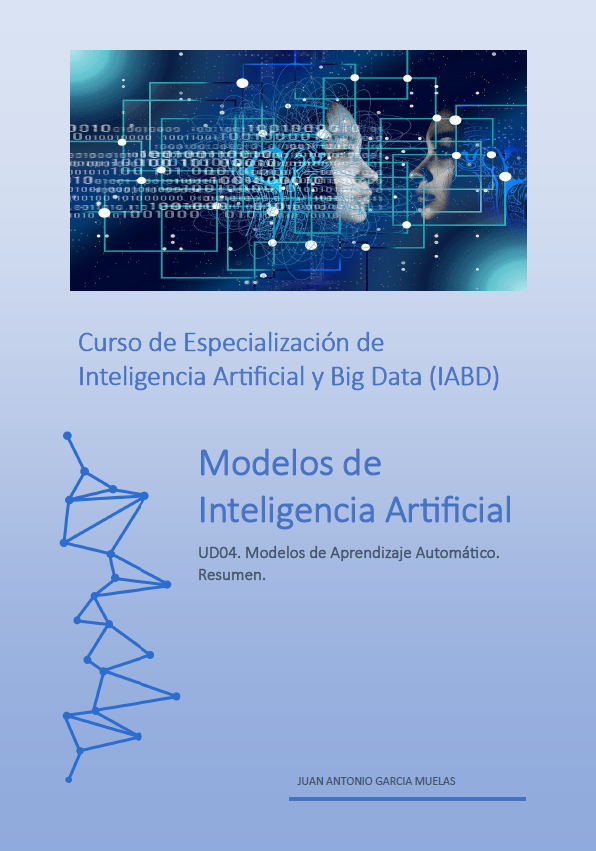 Curso de Especialización de
Inteligencia Artificial y Big Data (IABD)
Modelos de
Inteligencia Artificial
UD04. Modelos de Aprendizaje Automático.
Resumen.
JUAN ANTONIO GARCIA MUELAS